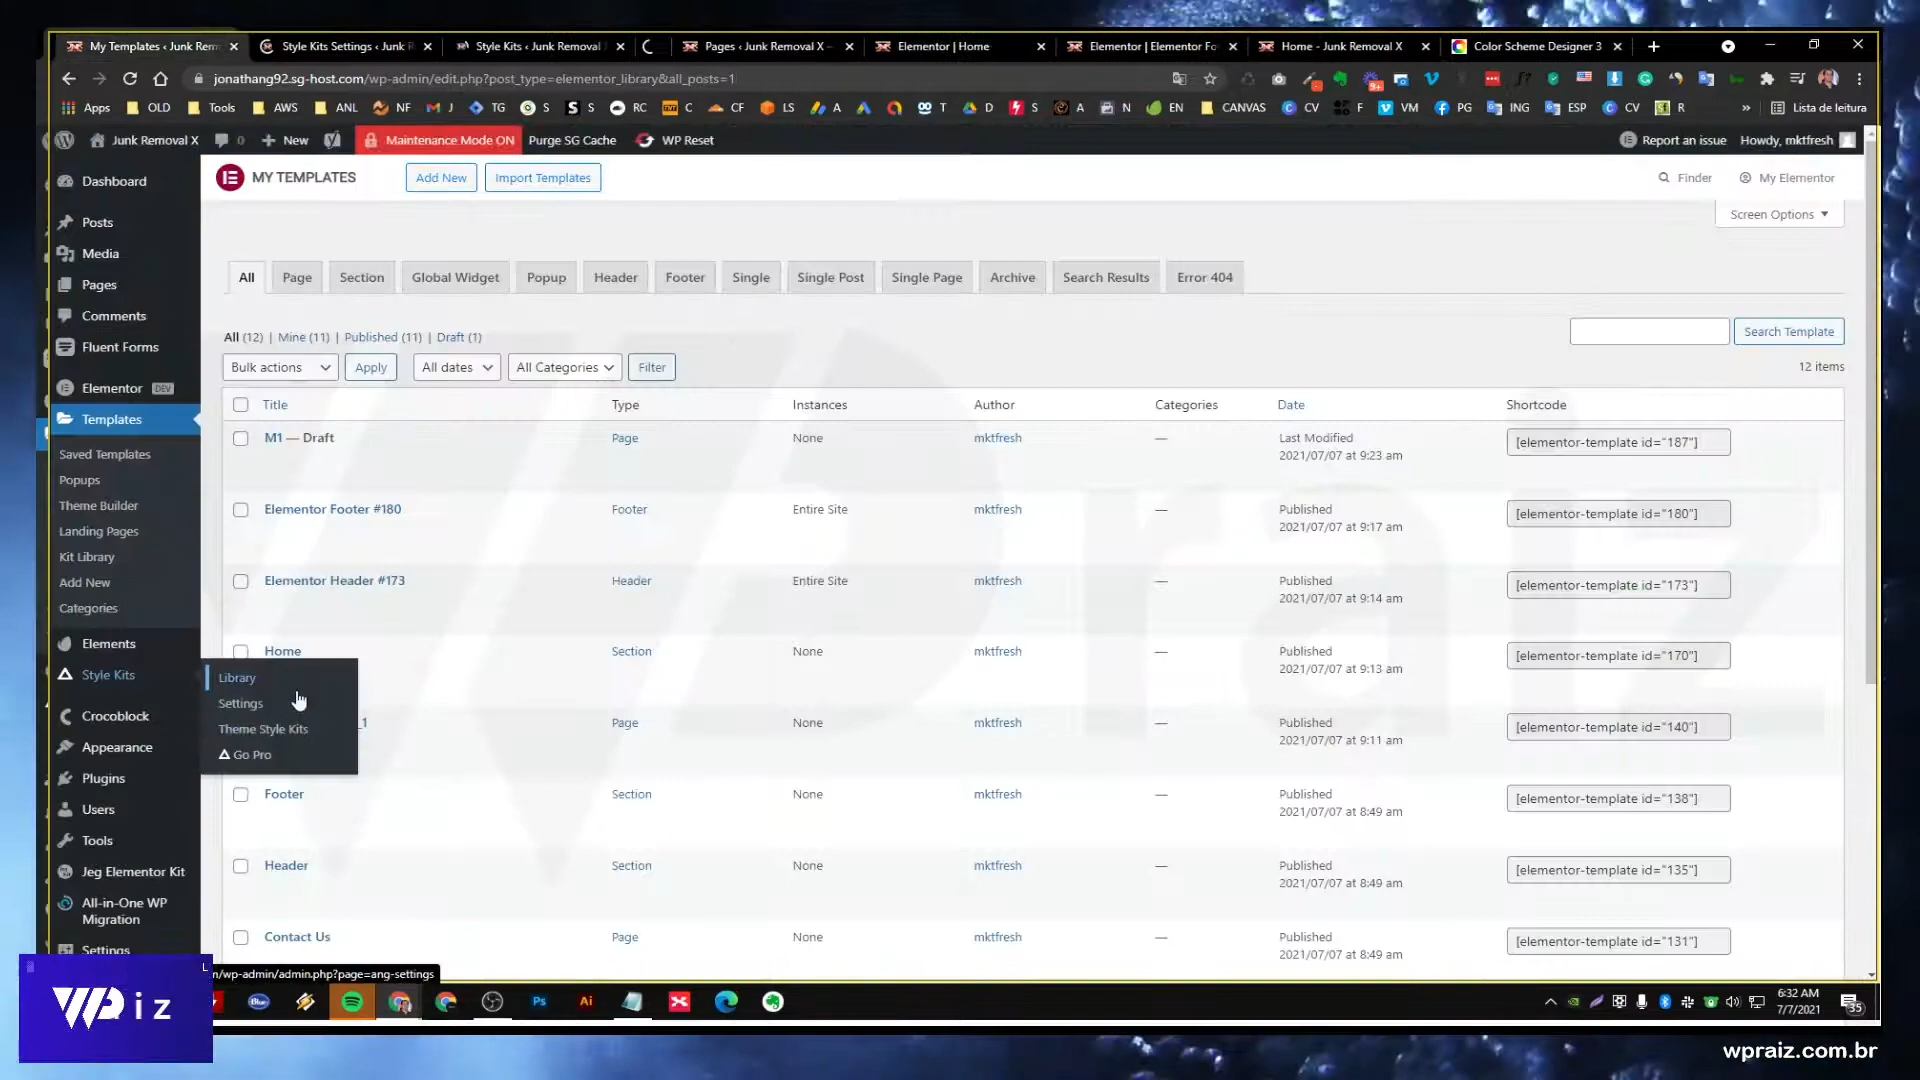 My Templates ‹ Junk Rem
Style Kits Settings ‹ Junk R
Style Kits ‹ Junk Removal
Pages ‹ Junk Removal X –
Elementor | Home
Elementor | Elementor Fo
Home - Junk Removal X
Color Scheme Designer 3
jonathang92.sg-host.com/wp-admin/edit.php?post_type=elementor_library&all_posts=1
Apps
OLD
Tools
AWS
ANL
NF
J
TG
S
S
RC
C
CF
LS
A
T
D
S
A
N
EN
CANVAS
CV
F
VM
PG
ING
ESP
CV
R
»
Lista de leitura
Junk Removal X
0
New
Maintenance Mode ON
Purge SG Cache
WP Reset
Report an issue
Howdy, mktfresh
Dashboard
Posts
Media
Pages
Comments
Fluent Forms
Elementor DEV
Templates
Saved Templates
Popups
Theme Builder
Landing Pages
Kit Library
Add New
Categories
Elements
Style Kits
Crocoblock
Appearance
Plugins
Users
Tools
Jeg Elementor Kit
All-in-One WP
Migration
Settings
Library
Settings
Theme Style Kits
Go Pro
MY TEMPLATES
Add New
Import Templates
Finder
My Elementor
Screen Options
All
Page
Section
Global Widget
Popup
Header
Footer
Single
Single Post
Single Page
Archive
Search Results
Error 404
All (12) | Mine (11) | Published (11) | Draft (1)
Search Template
Bulk actions
Apply
All dates
All Categories
Filter
12 items
Title Type Instances Author Categories Date Shortcode
M1 — Draft Page None mktfresh — Last Modified [elementor-template id="187"]
2021/07/07 at 9:23 am
Elementor Footer #180 Footer Entire Site mktfresh — Published [elementor-template id="180"]
2021/07/07 at 9:17 am
Elementor Header #173 Header Entire Site mktfresh — Published [elementor-template id="173"]
2021/07/07 at 9:14 am
Home Section None mktfresh — Published [elementor-template id="170"]
2021/07/07 at 9:13 am
_1 Page None mktfresh — Published [elementor-template id="140"]
2021/07/07 at 9:11 am
Footer Section None mktfresh — Published [elementor-template id="138"]
2021/07/07 at 8:49 am
Header Section None mktfresh — Published [elementor-template id="135"]
2021/07/07 at 8:49 am
Contact Us Page None mktfresh — Published [elementor-template id="131"]
2021/07/07 at 8:49 am
n/wp-admin/admin.php?page=ang-settings
WPraiz
Blue
Ps
Ai
6:32 AM
7/7/2021
35
wpraiz.com.br